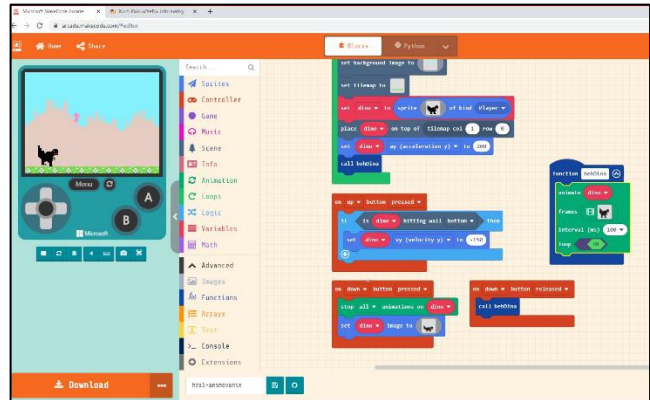 Microsoft MakeCode Arcade
arcade.makecode.com/#editor
Home
Share
Blocks
Python
Menu
A
B
Microsoft
Search...
Sprites
Controller
Game
Music
Scene
Info
Animation
Loops
Logic
Variables
Math
Advanced
Images
Functions
Arrays
Text
Console
Extensions
set background image to
set tilemap to
set dino to sprite of kind Player
place dino on top of tilemap col 1 row 0
set dino ay (acceleration y) to 200
call behDina
on up button pressed
if is dino hitting wall bottom then
set dino vy (velocity y) to -150
on down button pressed
stop all animations on dino
set dino image to
on down button released
call behDina
function behDina
animate dino
frames
interval (ms) 100
loop ON
Download